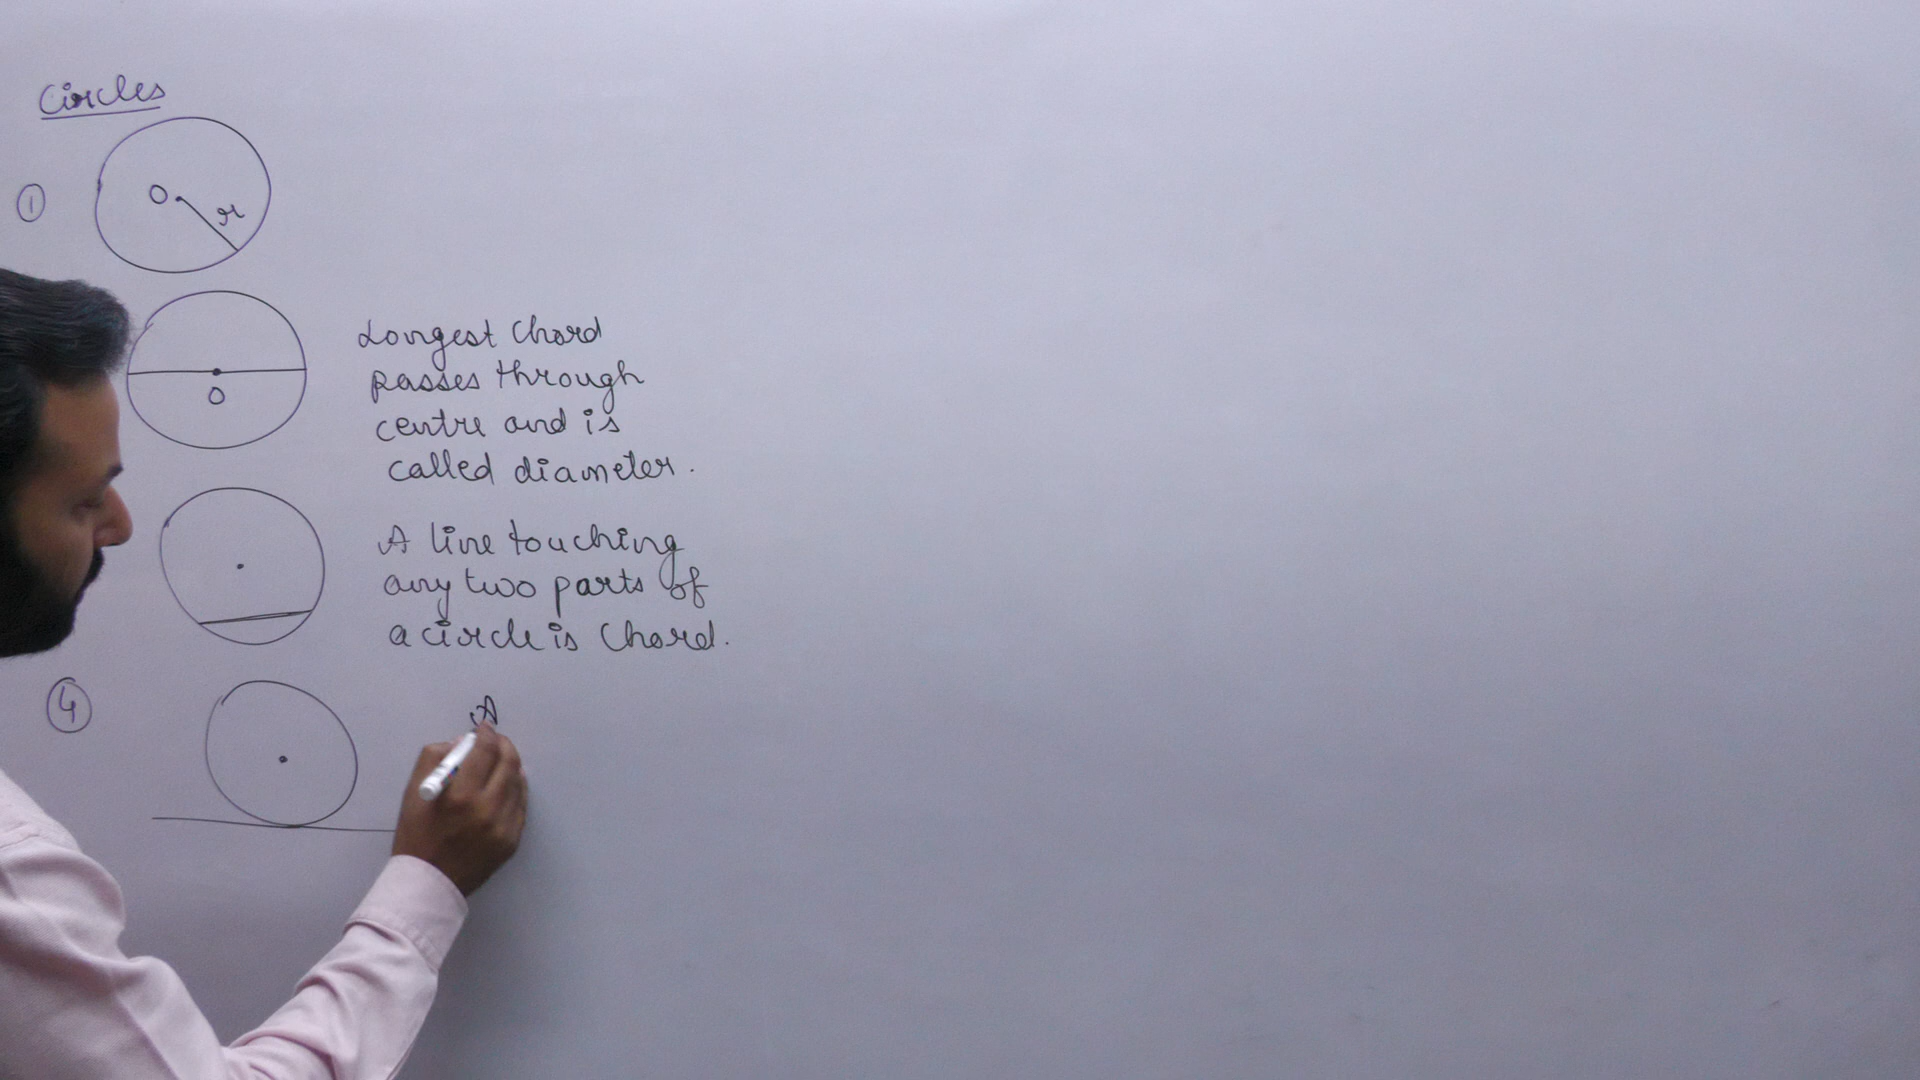 Circles
①
O r
O
Longest Chord
passes through
centre and is
called diameter.
A line touching
any two parts of
a circle is Chord.
④
A